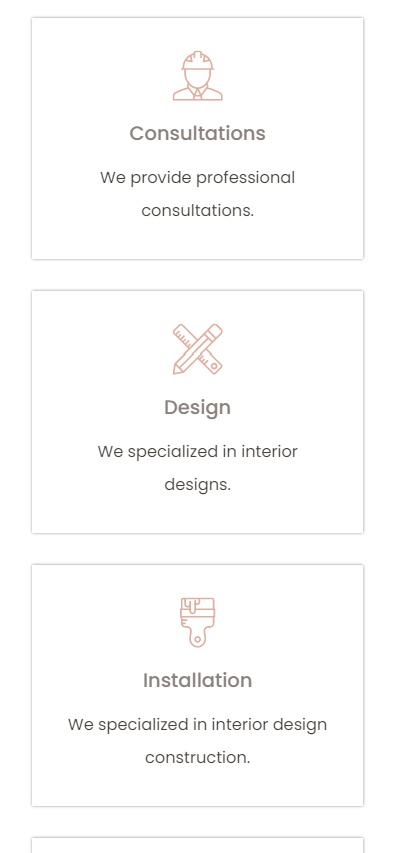 Consultations
We provide professional
consultations.
Design
We specialized in interior
designs.
Installation
We specialized in interior design
construction.